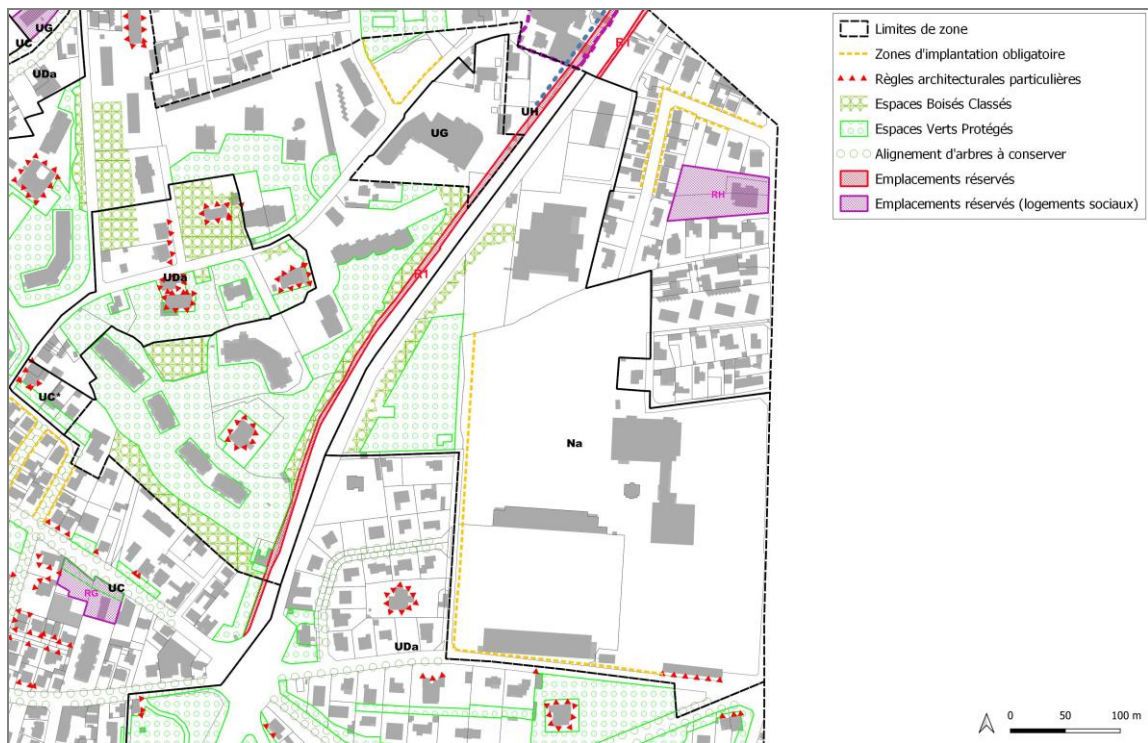 UG
UC
UDa
R1
UH
UG
RH
R1
UDa
UC*
Na
UC
RG
UDa
Limites de zone
Zones d'implantation obligatoire
Règles architecturales particulières
Espaces Boisés Classés
Espaces Verts Protégés
Alignement d'arbres à conserver
Emplacements réservés
Emplacements réservés (logements sociaux)
0 50 100 m